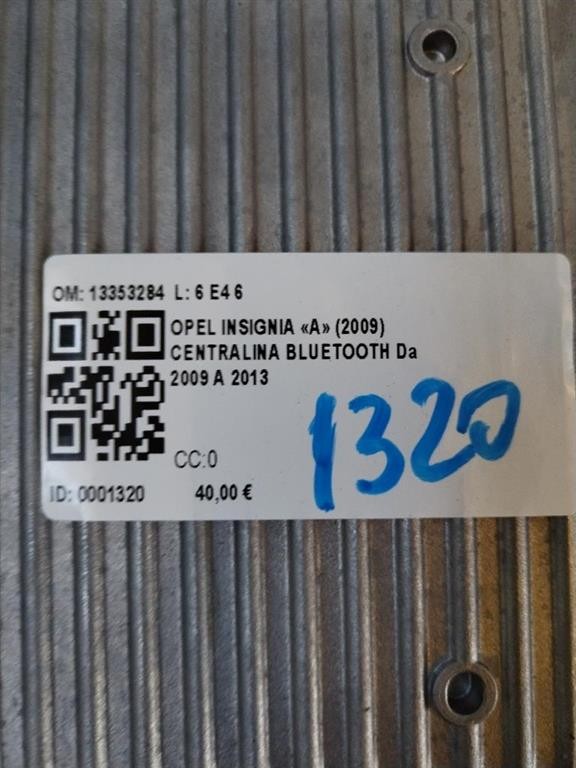 OM: 13353284 L: 6 E4 6
OPEL INSIGNIA «A» (2009)
CENTRALINA BLUETOOTH Da
2009 A 2013
CC:0
ID: 0001320 40,00 €
1320